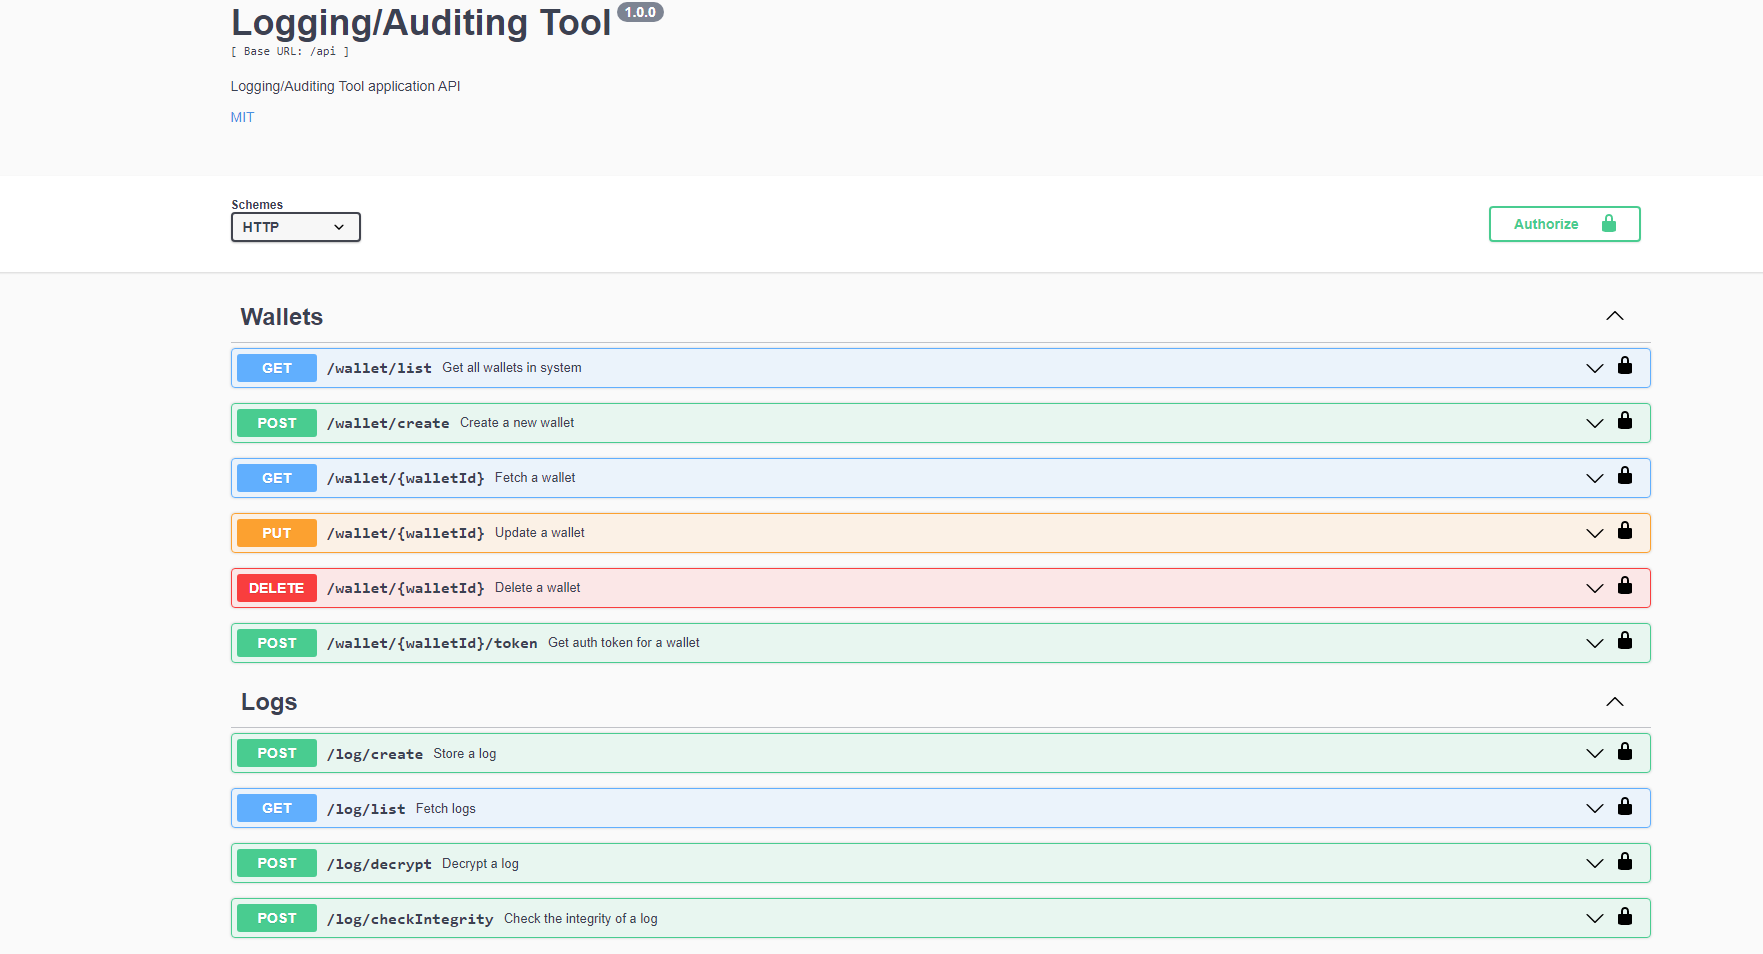 Logging/Auditing Tool 1.0.0
[ Base URL: /api ]
Logging/Auditing Tool application API
MIT
Schemes
HTTP
Authorize
Wallets
GET /wallet/list Get all wallets in system
POST /wallet/create Create a new wallet
GET /wallet/{walletId} Fetch a wallet
PUT /wallet/{walletId} Update a wallet
DELETE /wallet/{walletId} Delete a wallet
POST /wallet/{walletId}/token Get auth token for a wallet
Logs
POST /log/create Store a log
GET /log/list Fetch logs
POST /log/decrypt Decrypt a log
POST /log/checkIntegrity Check the integrity of a log